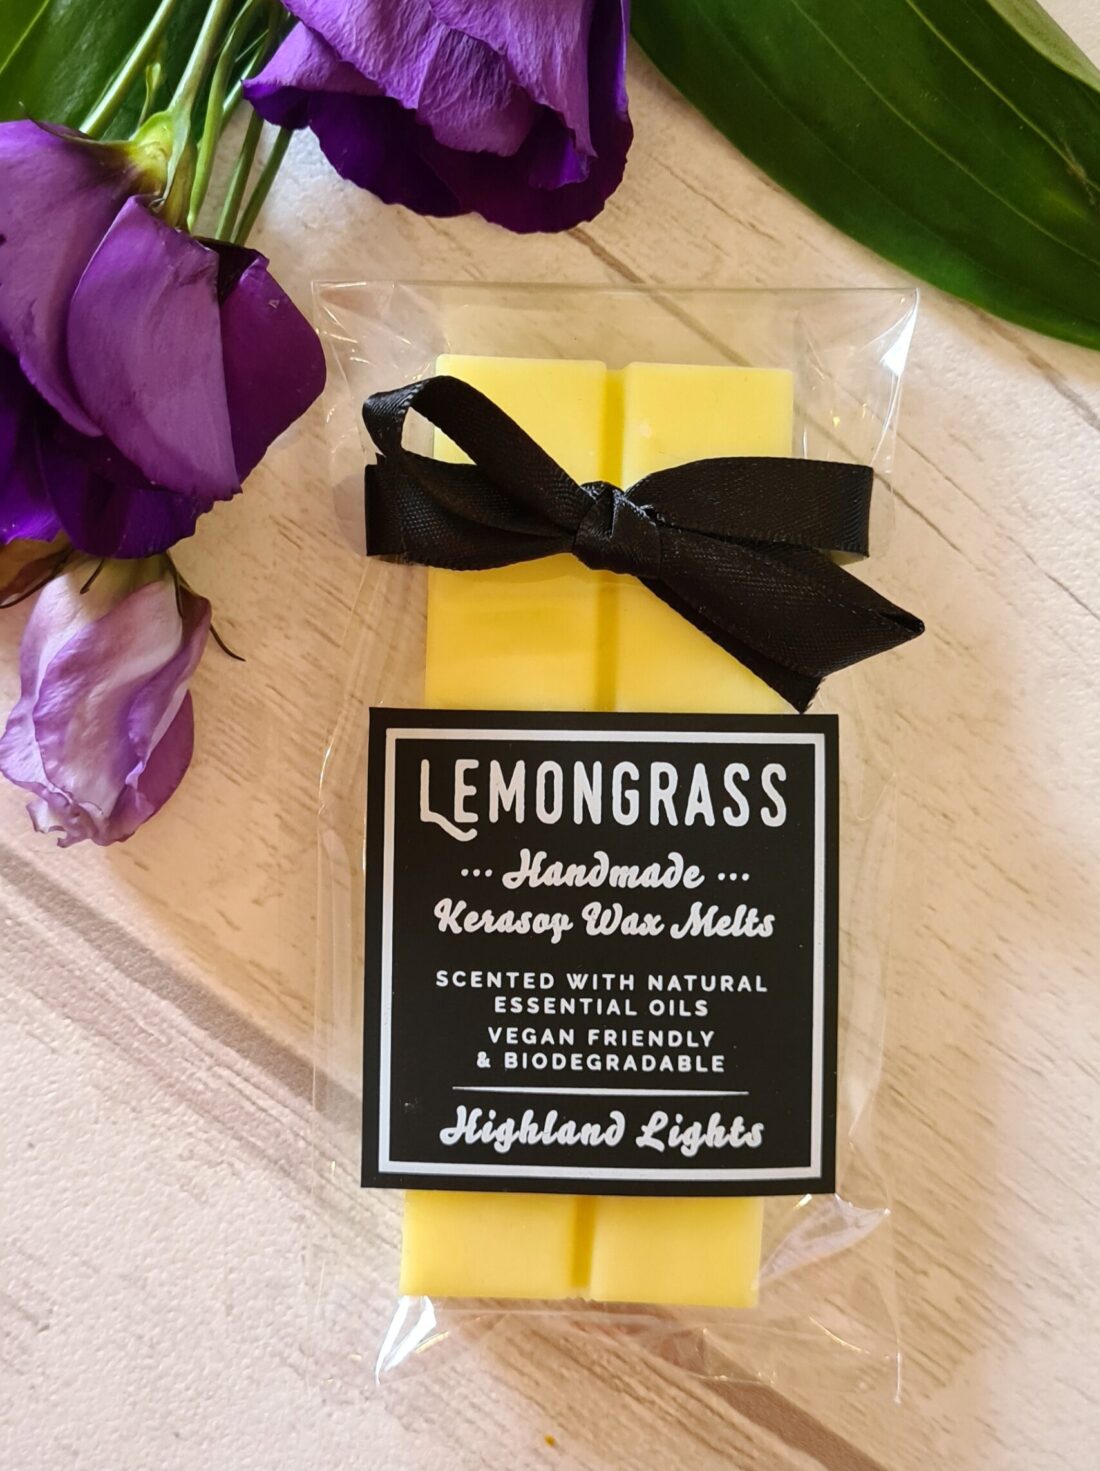 LEMONGRASS
... Handmade ...
Kerasoy Wax Melts
SCENTED WITH NATURAL
ESSENTIAL OILS
VEGAN FRIENDLY
& BIODEGRADABLE
Highland Lights